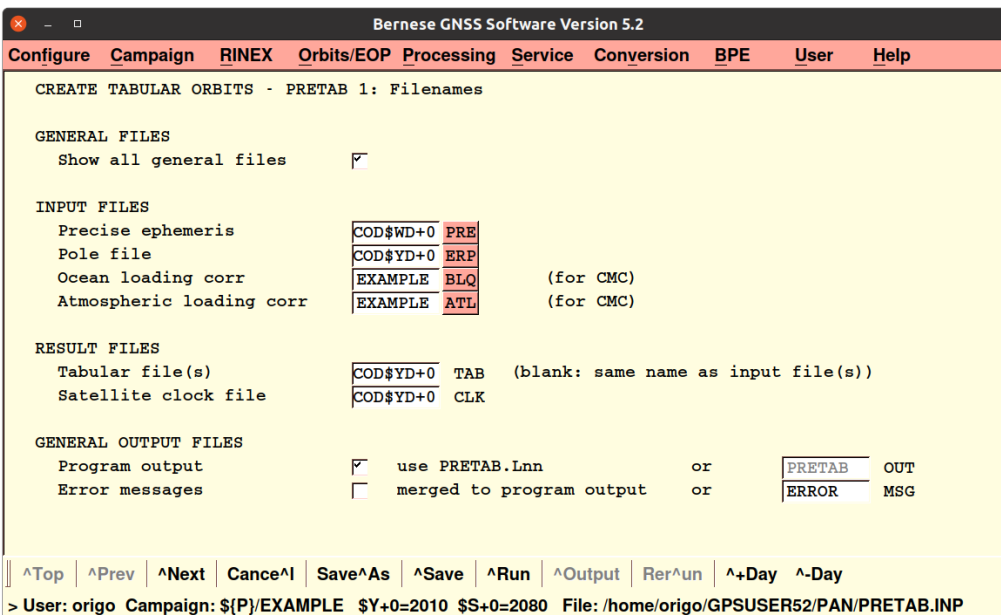 Bernese GNSS Software Version 5.2
Configure Campaign RINEX Orbits/EOP Processing Service Conversion BPE User Help
CREATE TABULAR ORBITS - PRETAB 1: Filenames
GENERAL FILES
Show all general files
INPUT FILES
Precise ephemeris COD$WD+0 PRE
Pole file COD$YD+0 ERP
Ocean loading corr EXAMPLE BLQ (for CMC)
Atmospheric loading corr EXAMPLE ATL (for CMC)
RESULT FILES
Tabular file(s) COD$YD+0 TAB (blank: same name as input file(s))
Satellite clock file COD$YD+0 CLK
GENERAL OUTPUT FILES
Program output use PRETAB.Lnn or PRETAB OUT
Error messages merged to program output or ERROR MSG
^Top ^Prev ^Next Cance^l Save^As ^Save ^Run ^Output Rer^un ^+Day ^-Day
> User: origo Campaign: ${P}/EXAMPLE $Y+0=2010 $S+0=2080 File: /home/origo/GPSUSER52/PAN/PRETAB.INP